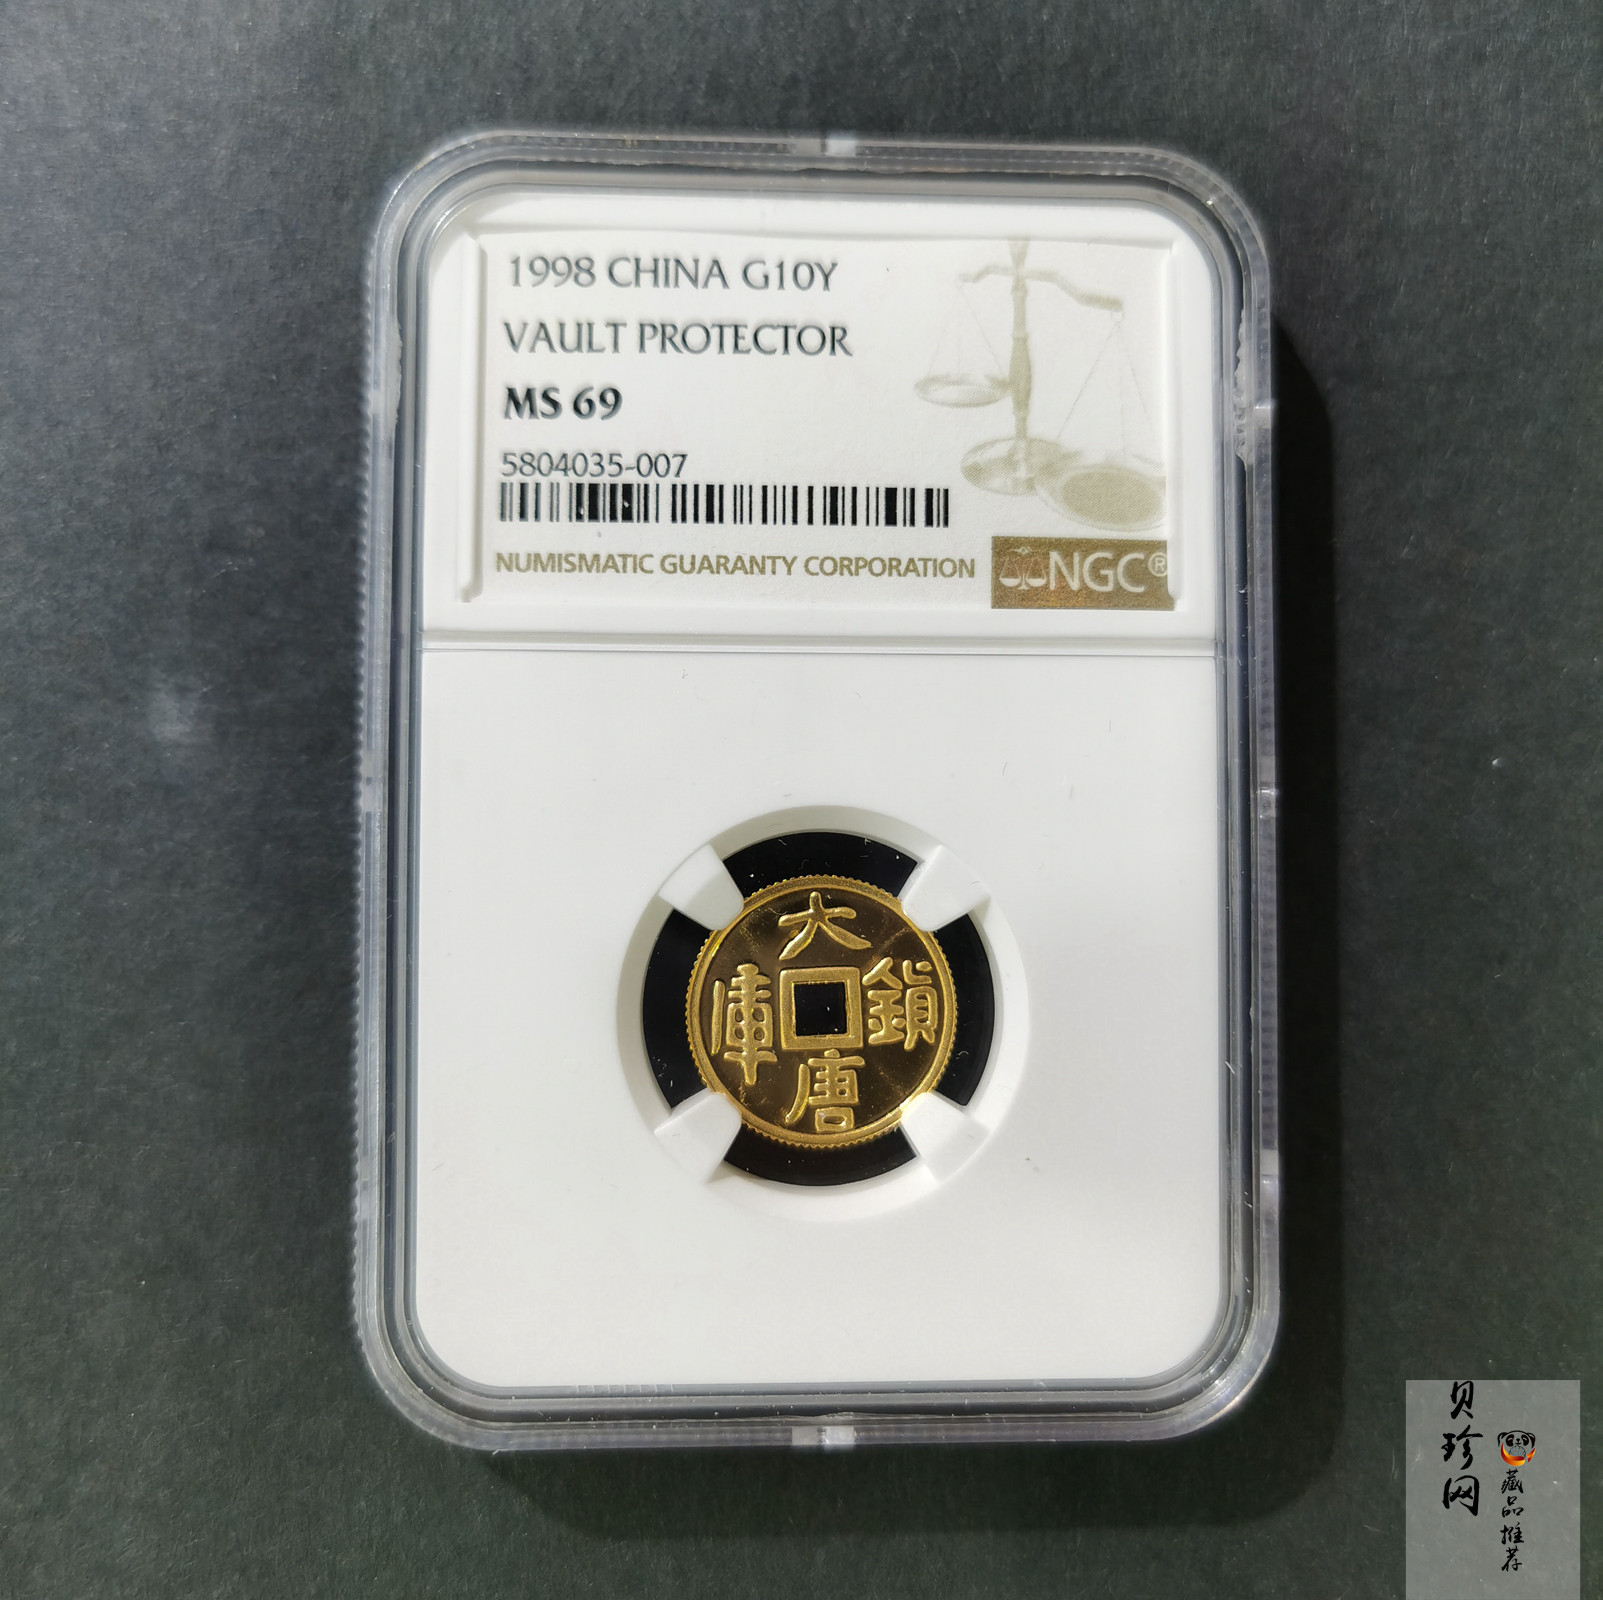 1998 CHINA G10Y
VAULT PROTECTOR
MS 69
5804035-007
NUMISMATIC GUARANTY CORPORATION
NGC®
大
庫 鎮
唐
贝珍网
藏品推荐